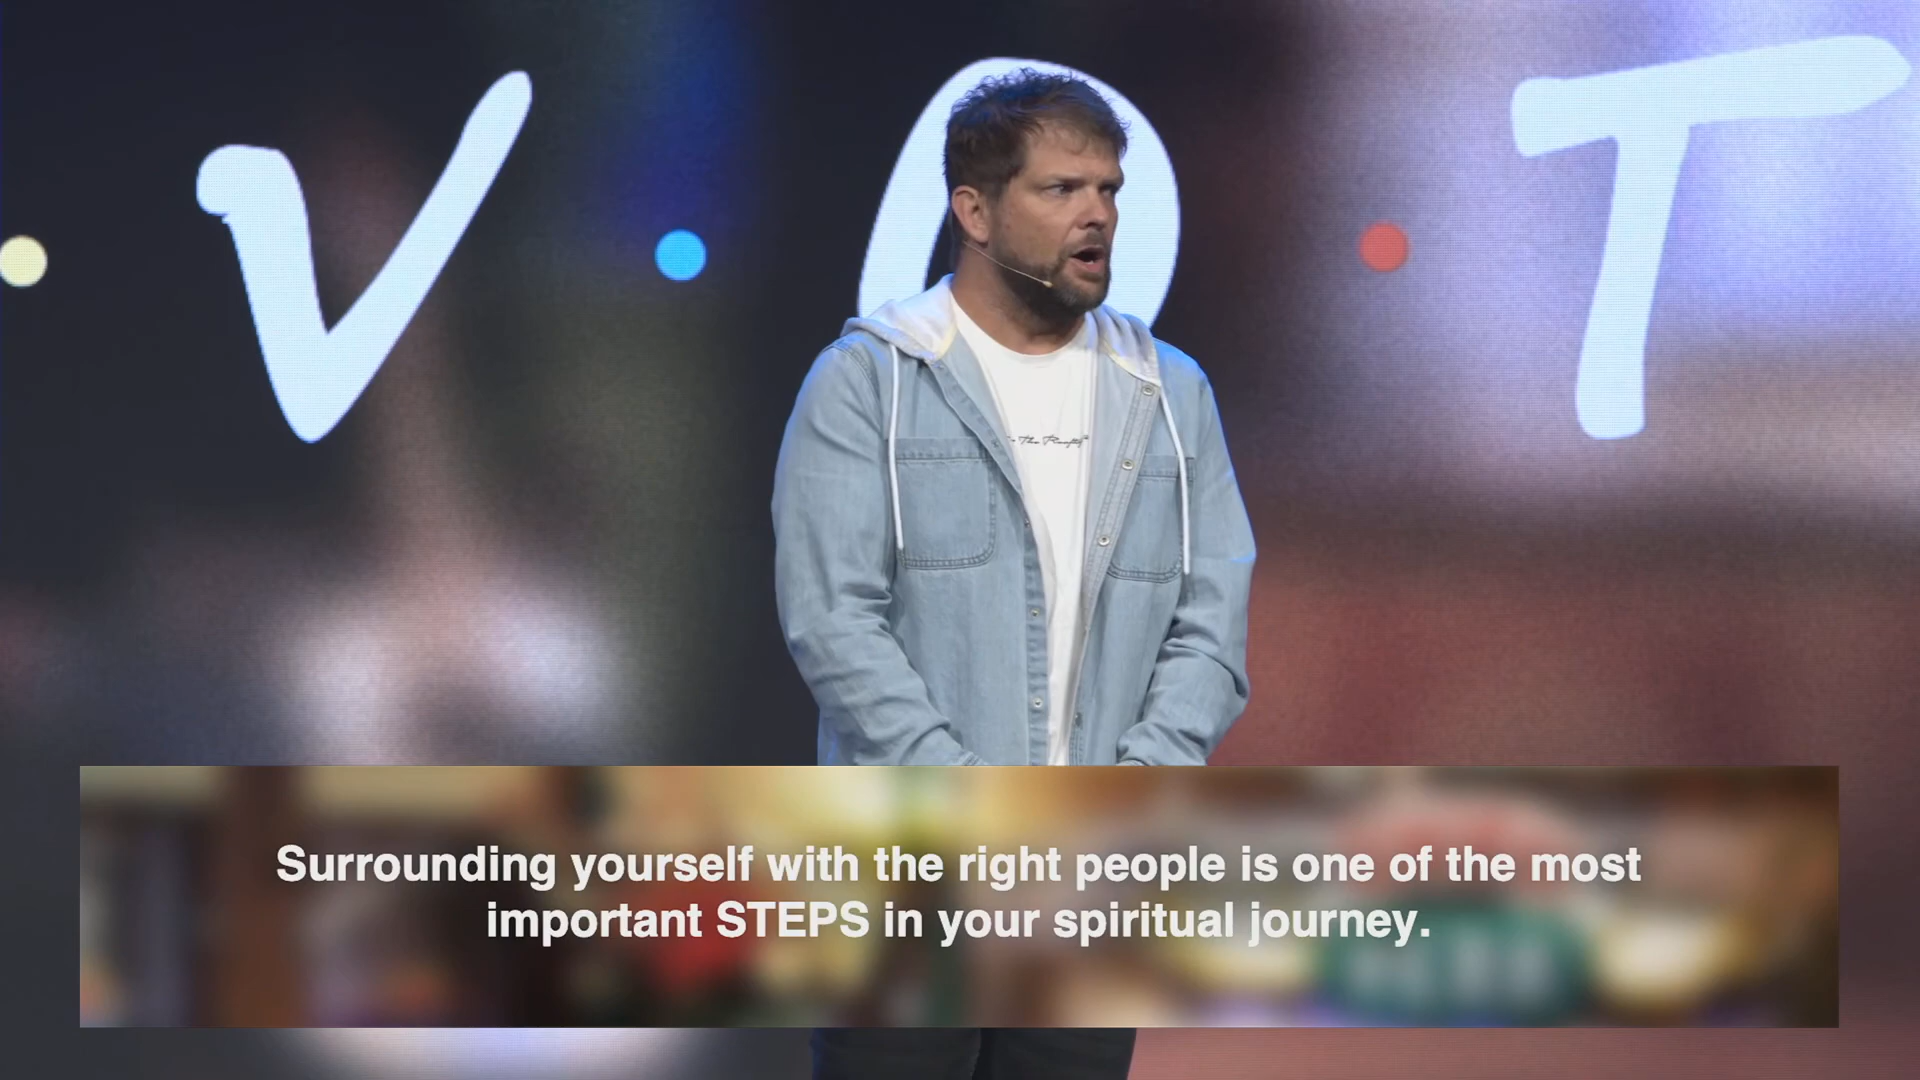 V O T
Surrounding yourself with the right people is one of the most
important STEPS in your spiritual journey.